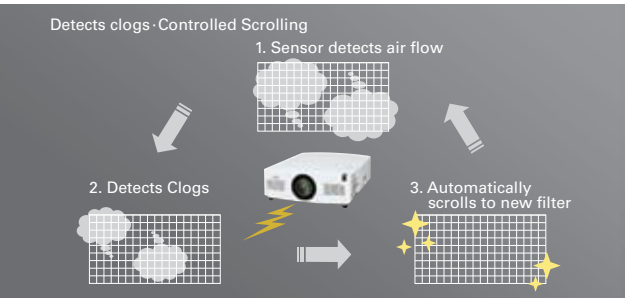 Detects clogs·Controlled Scrolling
1. Sensor detects air flow
2. Detects Clogs
3. Automatically
scrolls to new filter